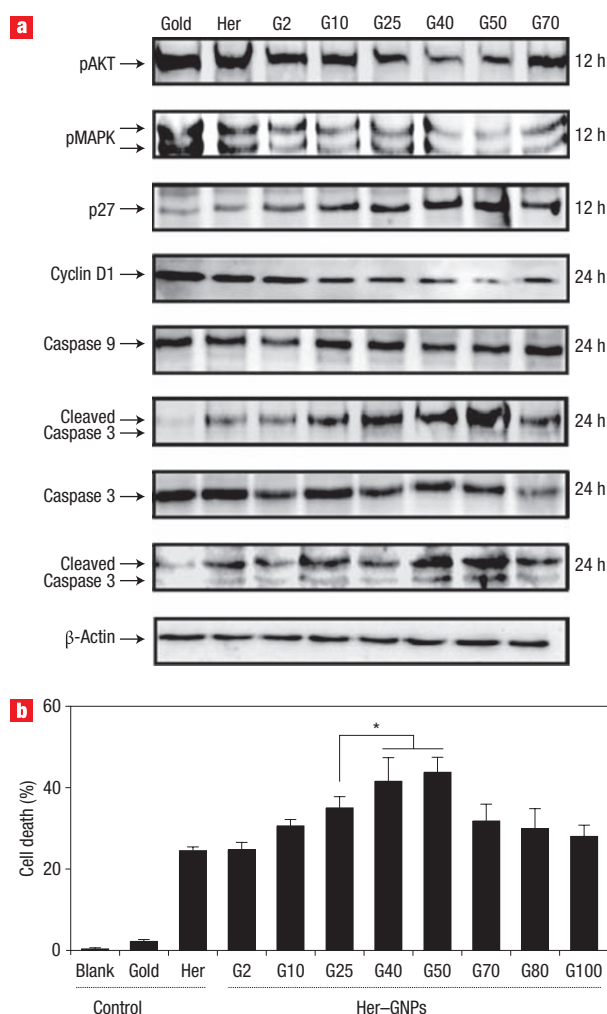 a
Gold Her G2 G10 G25 G40 G50 G70
pAKT 12 h
pMAPK 12 h
p27 12 h
Cyclin D1 24 h
Caspase 9 24 h
Cleaved
Caspase 3 24 h
Caspase 3 24 h
Cleaved
Caspase 3 24 h
β-Actin
b
60
*
40
20
0
Cell death (%)
Blank Gold Her G2 G10 G25 G40 G50 G70 G80 G100
Control Her–GNPs